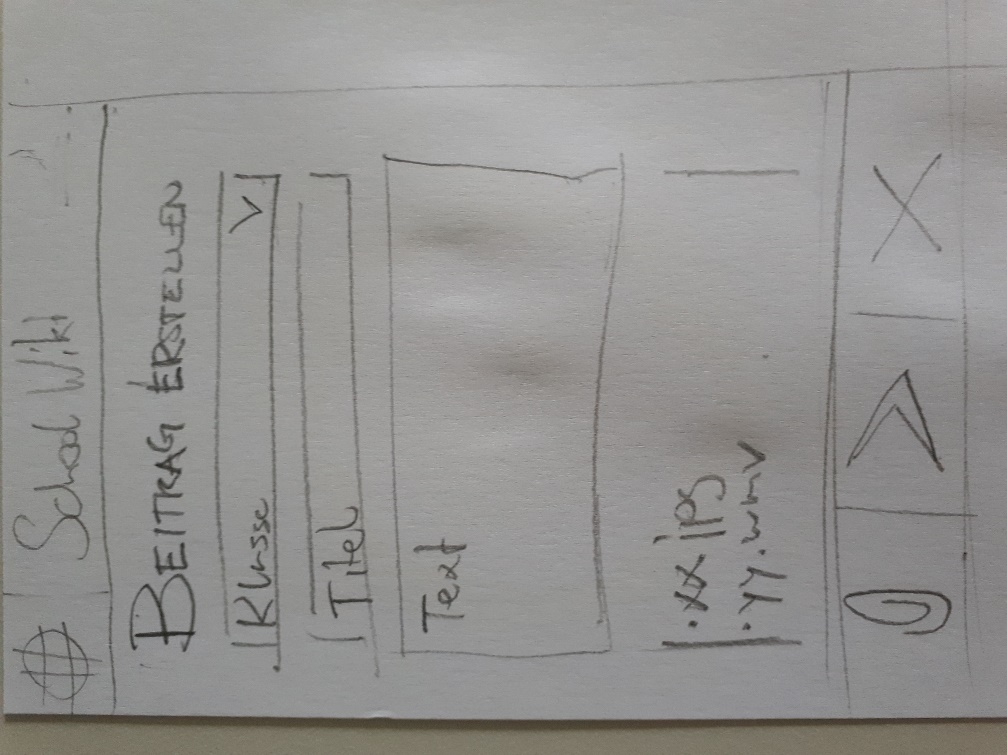 School Wiki
BEITRAG ERSTELLEN
Klasse
Titel
Text
.xx.jpg
.yy.wmv